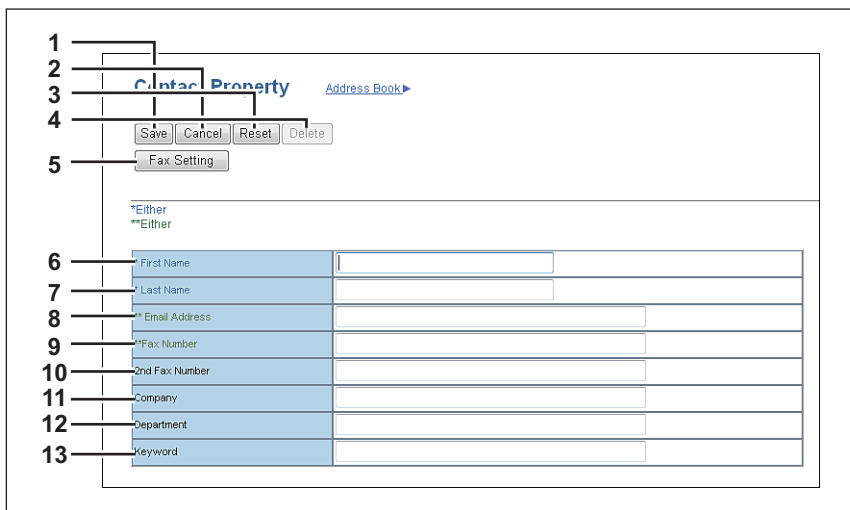 1
2
Contact Property Address Book
3
4
Save Cancel Reset Delete
5 Fax Setting
*Either
**Either
6 * First Name
7 * Last Name
8 ** Email Address
9 **Fax Number
10 2nd Fax Number
11 Company
12 Department
13 Keyword